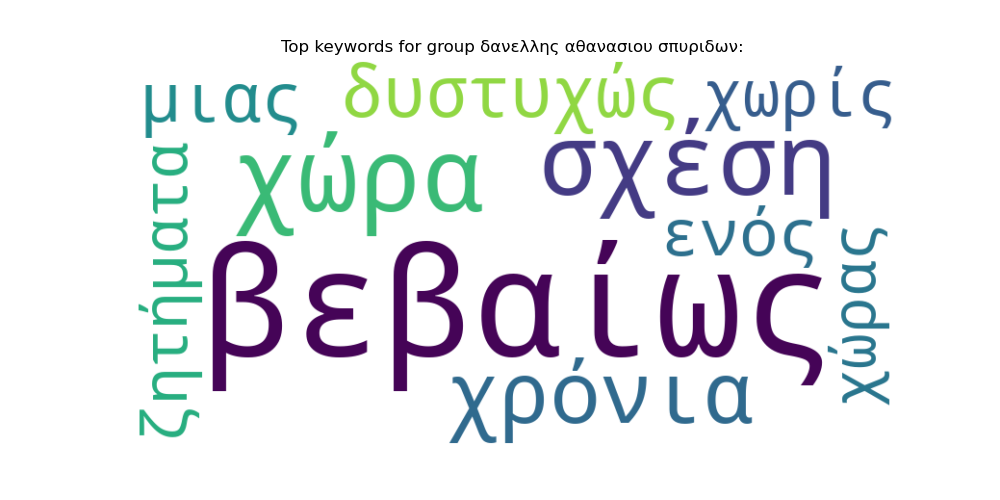 Top keywords for group δανελλης αθανασιου σπυριδων:
μιας
δυστυχώς
χωρίς
χώρα
σχέση
ζητήματα
ενός
χώρας
βεβαίως
χρόνια